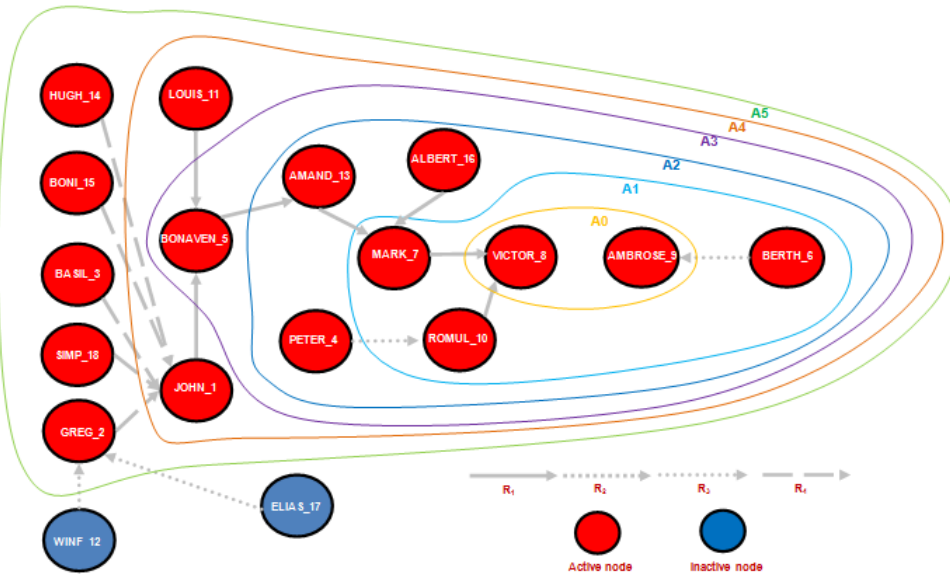 HUGH_14
LOUIS_11
A5
A4
A3
ALBERT_16
A2
AMAND_13
BONI_15
A1
A0
BONAVEN_5
MARK_7
VICTOR_8
AMBROSE_9
BERTH_6
BASIL_3
PETER_4
ROMUL_10
SIMP_18
JOHN_1
GREG_2
R₁
R₂
R₃
R₄
ELIAS_17
WINF_12
Active node
Inactive node